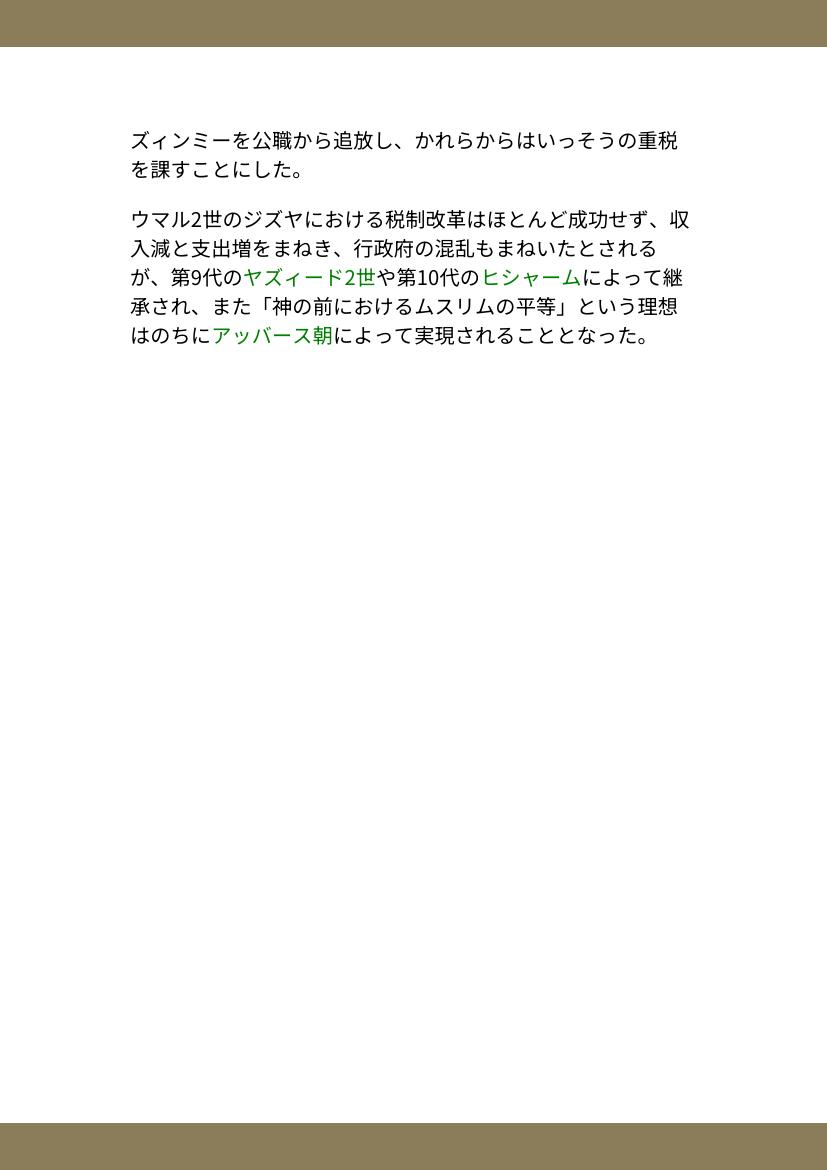 ズィンミーを公職から追放し、かれらからはいっそうの重税
を課すことにした。
ウマル2世のジズヤにおける税制改革はほとんど成功せず、収
入減と支出増をまねき、行政府の混乱もまねいたとされる
が、第9代のヤズィード2世や第10代のヒシャームによって継
承され、また「神の前におけるムスリムの平等」という理想
はのちにアッバース朝によって実現されることとなった。